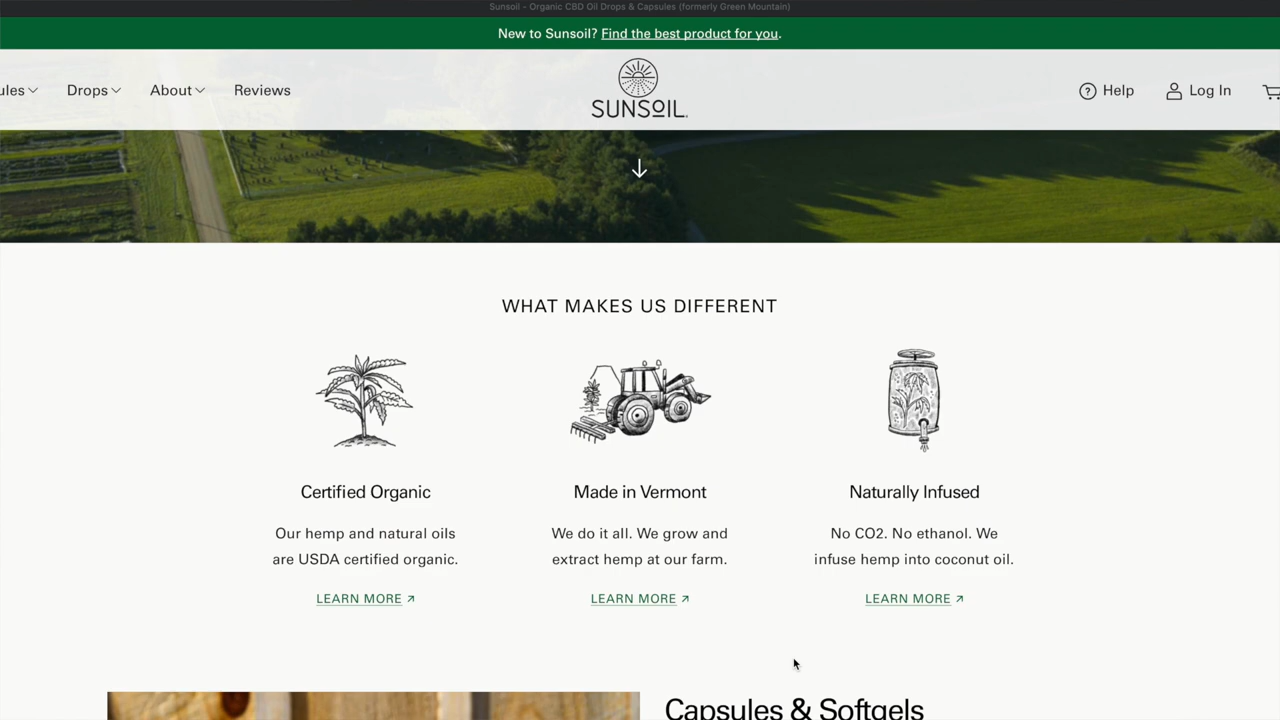 Sunsoil - Organic CBD Oil Drops & Capsules (formerly Green Mountain)
New to Sunsoil? Find the best product for you.
ules
Drops
About
Reviews
SUNSOIL
Help
Log In
WHAT MAKES US DIFFERENT
Certified Organic
Our hemp and natural oils
are USDA certified organic.
LEARN MORE
Made in Vermont
We do it all. We grow and
extract hemp at our farm.
LEARN MORE
Naturally Infused
No CO2. No ethanol. We
infuse hemp into coconut oil.
LEARN MORE
Capsules & Softgels